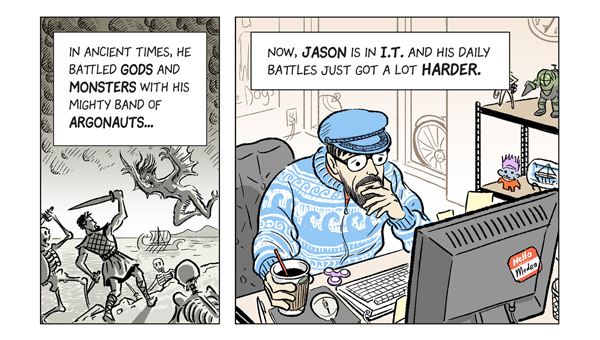 IN ANCIENT TIMES, HE
BATTLED GODS AND
MONSTERS WITH HIS
MIGHTY BAND OF
ARGONAUTS...
NOW, JASON IS IN I.T. AND HIS DAILY
BATTLES JUST GOT A LOT HARDER.
Hello
Medea